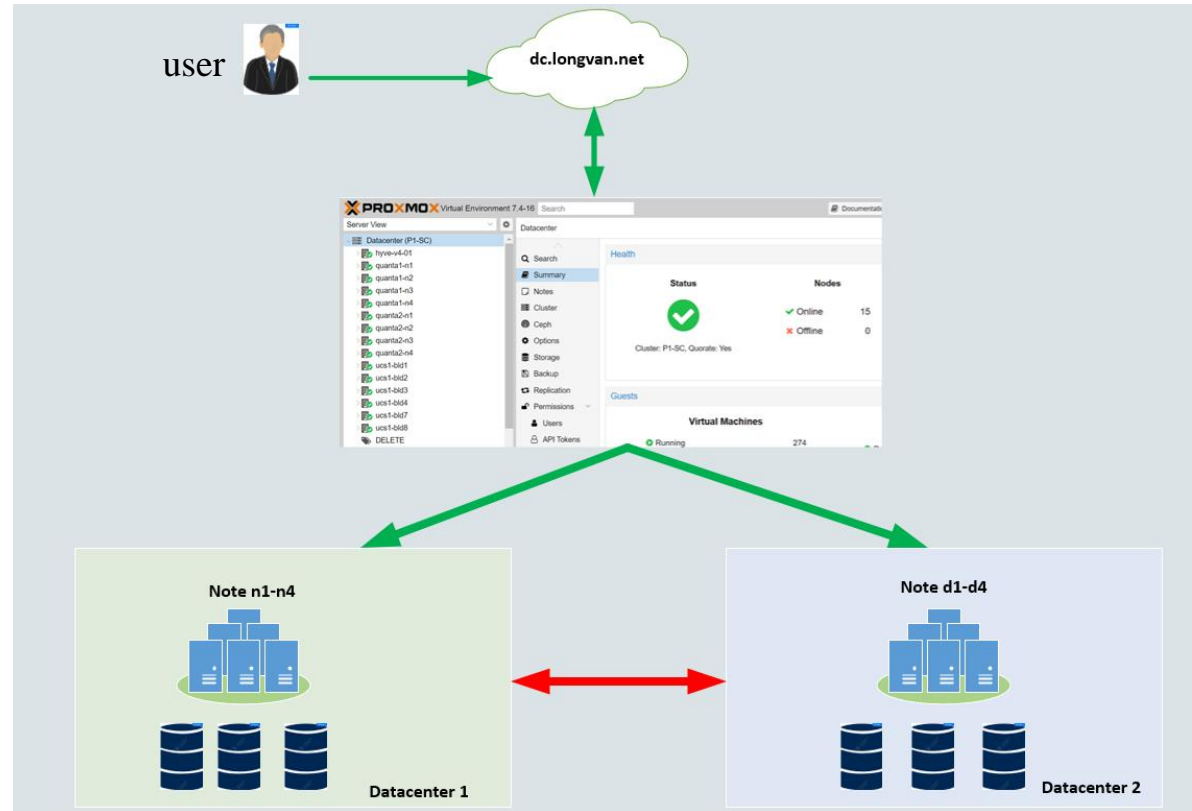 user
dc.longvan.net
PROXMOX Virtual Environment 7.4-16 Search
Documentatic
Server View
Datacenter
Datacenter (P1-SC)
hyve-v4-01
quanta1-n1
quanta1-n2
quanta1-n3
quanta1-n4
quanta2-n1
quanta2-n2
quanta2-n3
quanta2-n4
ucs1-bld1
ucs1-bld2
ucs1-bld3
ucs1-bld4
ucs1-bld7
ucs1-bld8
DELETE
Search
Summary
Notes
Cluster
Ceph
Options
Storage
Backup
Replication
Permissions
Users
API Tokens
Health
Status
Nodes
Online 15
Offline 0
Cluster: P1-SC, Quorate: Yes
Guests
Virtual Machines
Running 274
Note n1-n4
Datacenter 1
Note d1-d4
Datacenter 2